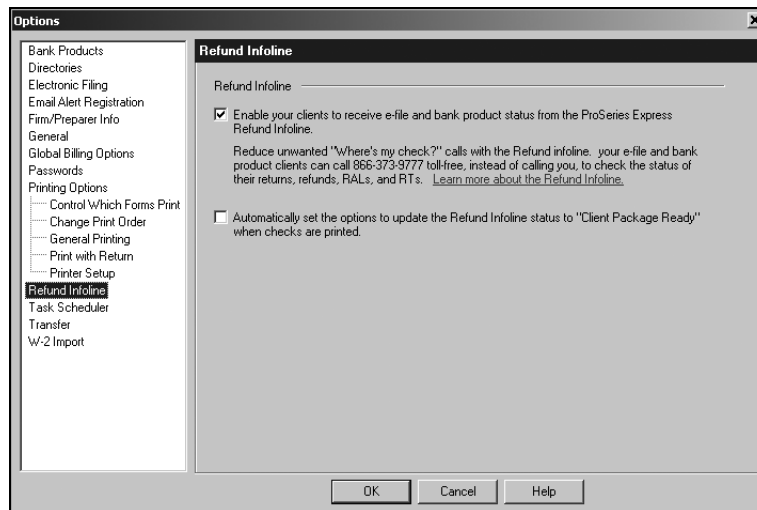 Options
Bank Products
Directories
Electronic Filing
Email Alert Registration
Firm/Preparer Info
General
Global Billing Options
Passwords
Printing Options
Control Which Forms Print
Change Print Order
General Printing
Print with Return
Printer Setup
Refund Infoline
Task Scheduler
Transfer
W-2 Import
Refund Infoline
Refund Infoline
Enable your clients to receive e-file and bank product status from the ProSeries Express
Refund Infoline.
Reduce unwanted "Where's my check?" calls with the Refund infoline. your e-file and bank
product clients can call 866-373-9777 toll-free, instead of calling you, to check the status of
their returns, refunds, RALs, and RTs. Learn more about the Refund Infoline.
Automatically set the options to update the Refund Infoline status to "Client Package Ready"
when checks are printed.
OK Cancel Help